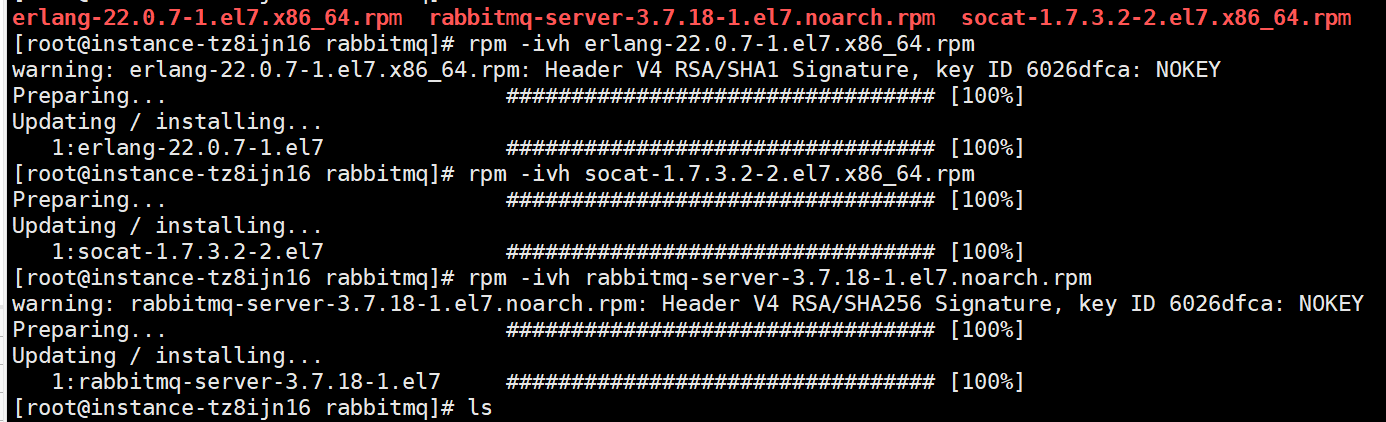 erlang-22.0.7-1.el7.x86_64.rpm  rabbitmq-server-3.7.18-1.el7.noarch.rpm  socat-1.7.3.2-2.el7.x86_64.rpm
[root@instance-tz8ijn16 rabbitmq]# rpm -ivh erlang-22.0.7-1.el7.x86_64.rpm
warning: erlang-22.0.7-1.el7.x86_64.rpm: Header V4 RSA/SHA1 Signature, key ID 6026dfca: NOKEY
Preparing...                          ################################# [100%]
Updating / installing...
   1:erlang-22.0.7-1.el7              ################################# [100%]
[root@instance-tz8ijn16 rabbitmq]# rpm -ivh socat-1.7.3.2-2.el7.x86_64.rpm
Preparing...                          ################################# [100%]
Updating / installing...
   1:socat-1.7.3.2-2.el7              ################################# [100%]
[root@instance-tz8ijn16 rabbitmq]# rpm -ivh rabbitmq-server-3.7.18-1.el7.noarch.rpm
warning: rabbitmq-server-3.7.18-1.el7.noarch.rpm: Header V4 RSA/SHA256 Signature, key ID 6026dfca: NOKEY
Preparing...                          ################################# [100%]
Updating / installing...
   1:rabbitmq-server-3.7.18-1.el7     ################################# [100%]
[root@instance-tz8ijn16 rabbitmq]# ls